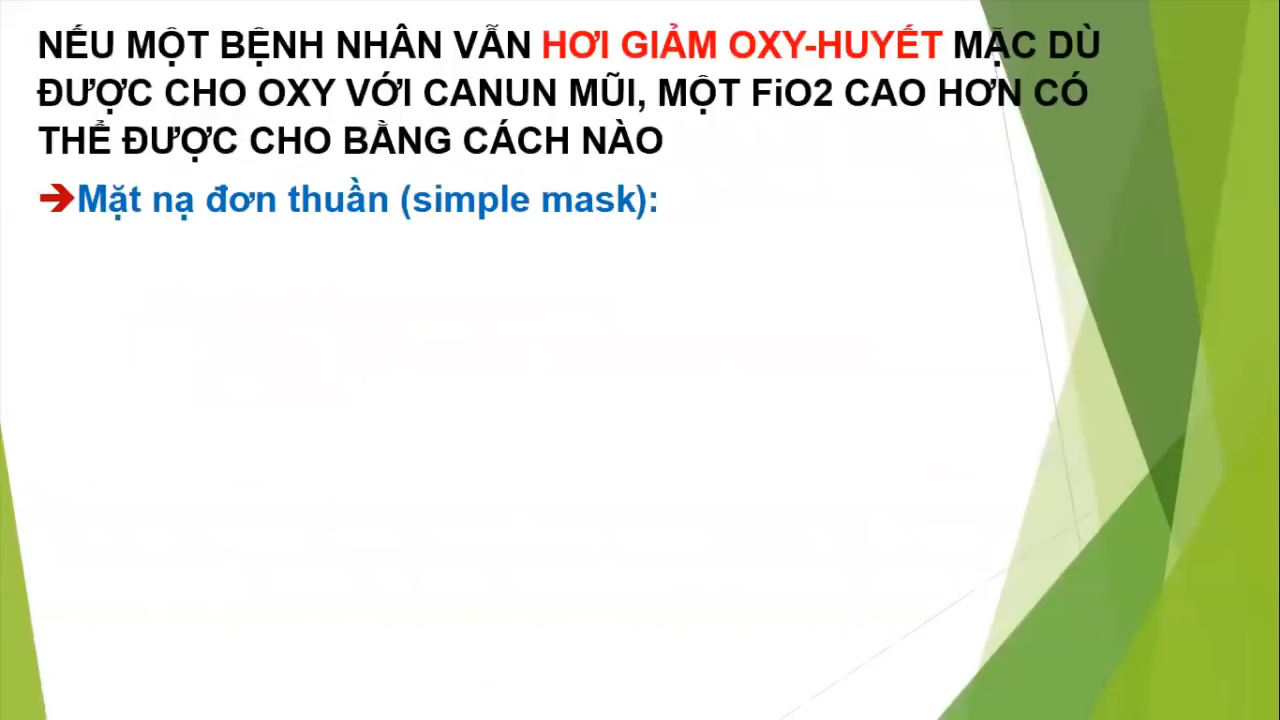 NẾU MỘT BỆNH NHÂN VẪN HƠI GIẢM OXY-HUYẾT MẶC DÙ
ĐƯỢC CHO OXY VỚI CANUN MŨI, MỘT FiO2 CAO HƠN CÓ
THỂ ĐƯỢC CHO BẰNG CÁCH NÀO
➔Mặt nạ đơn thuần (simple mask):